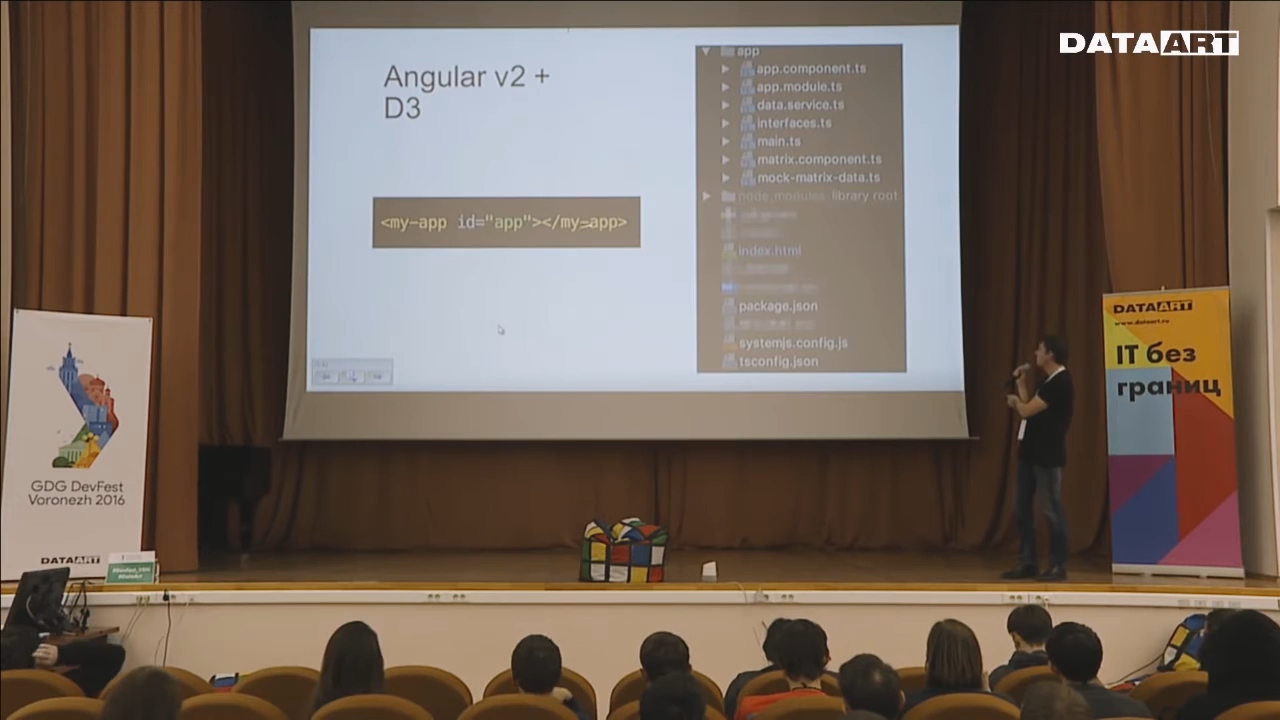 DATAART
Angular v2 +
D3
<my-app id="app"></my-app>
app
app.component.ts
app.module.ts
data.service.ts
interfaces.ts
main.ts
matrix.component.ts
mock-matrix-data.ts
node_modules library root
index.html
package.json
systemjs.config.js
tsconfig.json
GDG DevFest
Voronezh 2016
DATAART
DATAART
www.dataart.ru
IT без
границ